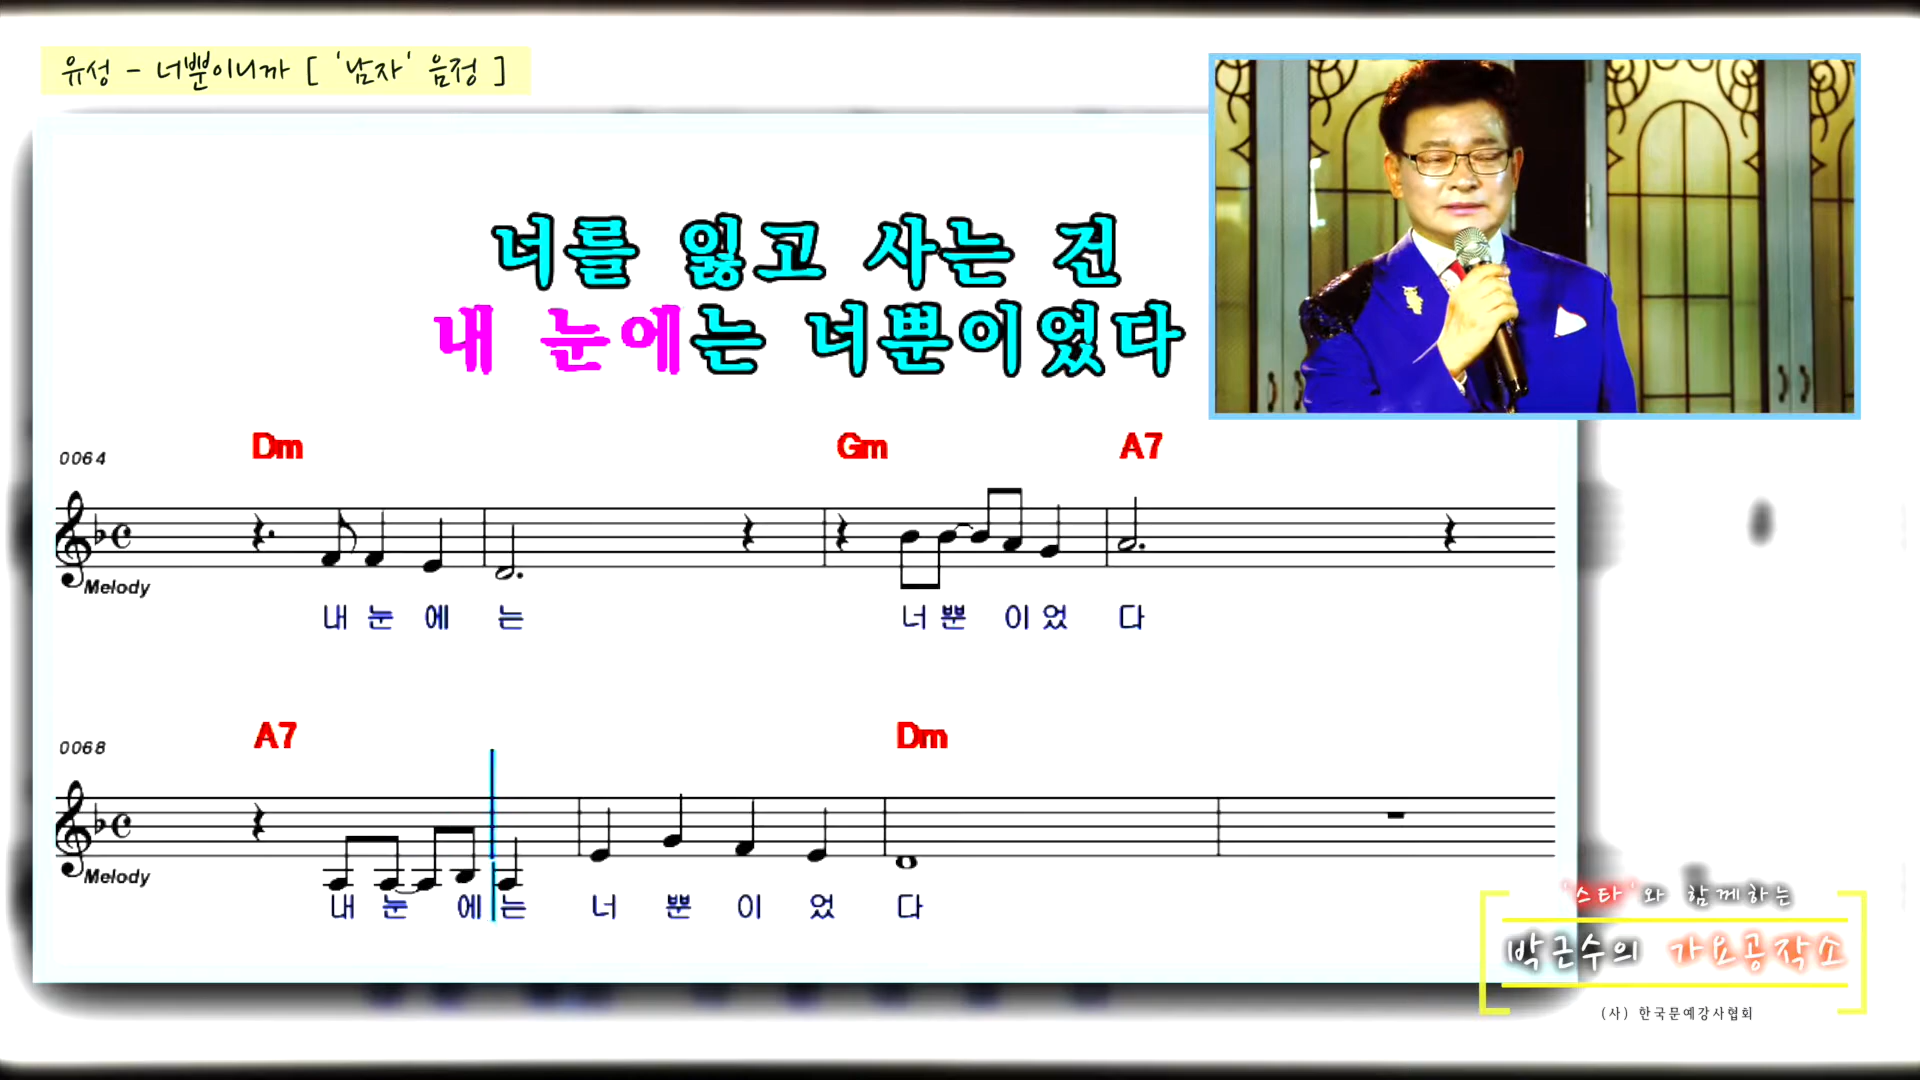 유성 - 너뿐이니까 [ '남자' 음정 ]
너를 잃고 사는 건
내 눈에는 너뿐이었다
0064
Dm Gm A7
Melody
내 눈 에 는 너 뿐 이 었 다
0068
A7 Dm
Melody
내 눈 에 는 너 뿐 이 었 다
'스타'와 함께하는
박근수의 가요공작소
(사) 한국문예강사협회